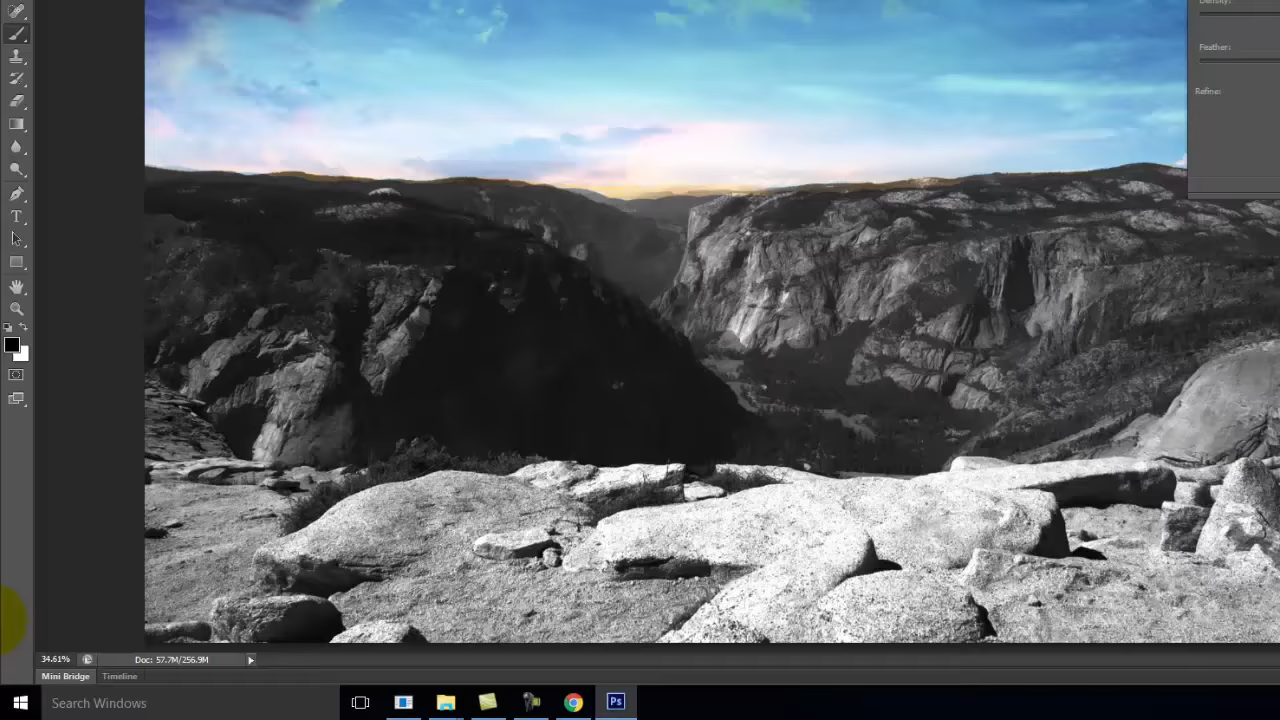 Density:
Feather:
Refine:
34.61%
Doc: 57.7M/256.9M
Mini Bridge
Timeline
Search Windows
Ps